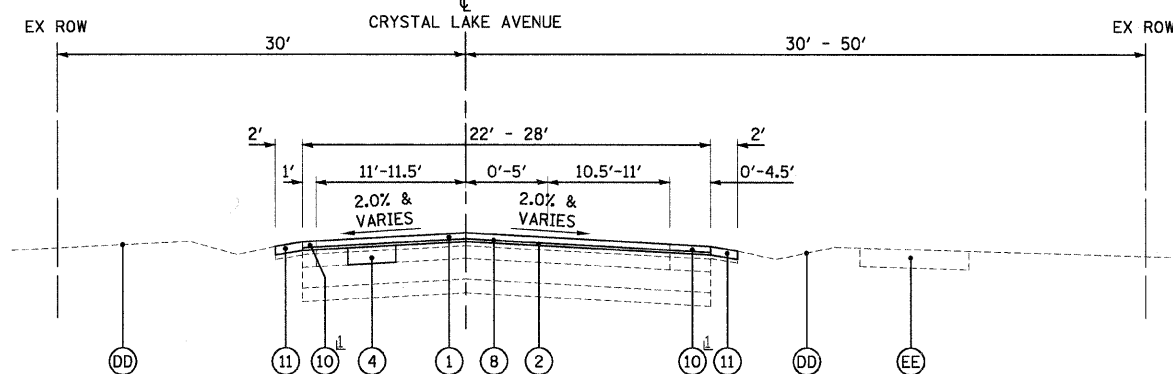 ℄
EX ROW
CRYSTAL LAKE AVENUE
EX ROW
30'
30' - 50'
2'
22' - 28'
2'
1'
11'-11.5'
0'-5'
10.5'-11'
0'-4.5'
2.0% &
VARIES
2.0% &
VARIES
DD
11
10
1
4
1
8
2
10
1
11
DD
EE